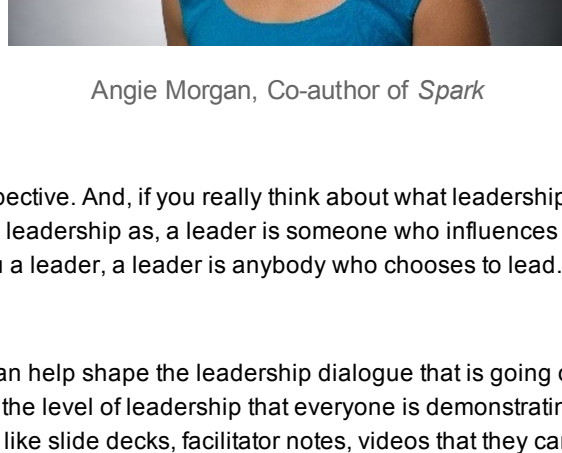 Angie Morgan, Co-author of Spark
pective. And, if you really think about what leadership
leadership as, a leader is someone who influences
a leader, a leader is anybody who chooses to lead.
an help shape the leadership dialogue that is going
the level of leadership that everyone is demonstratin
like slide decks, facilitator notes, videos that they ca